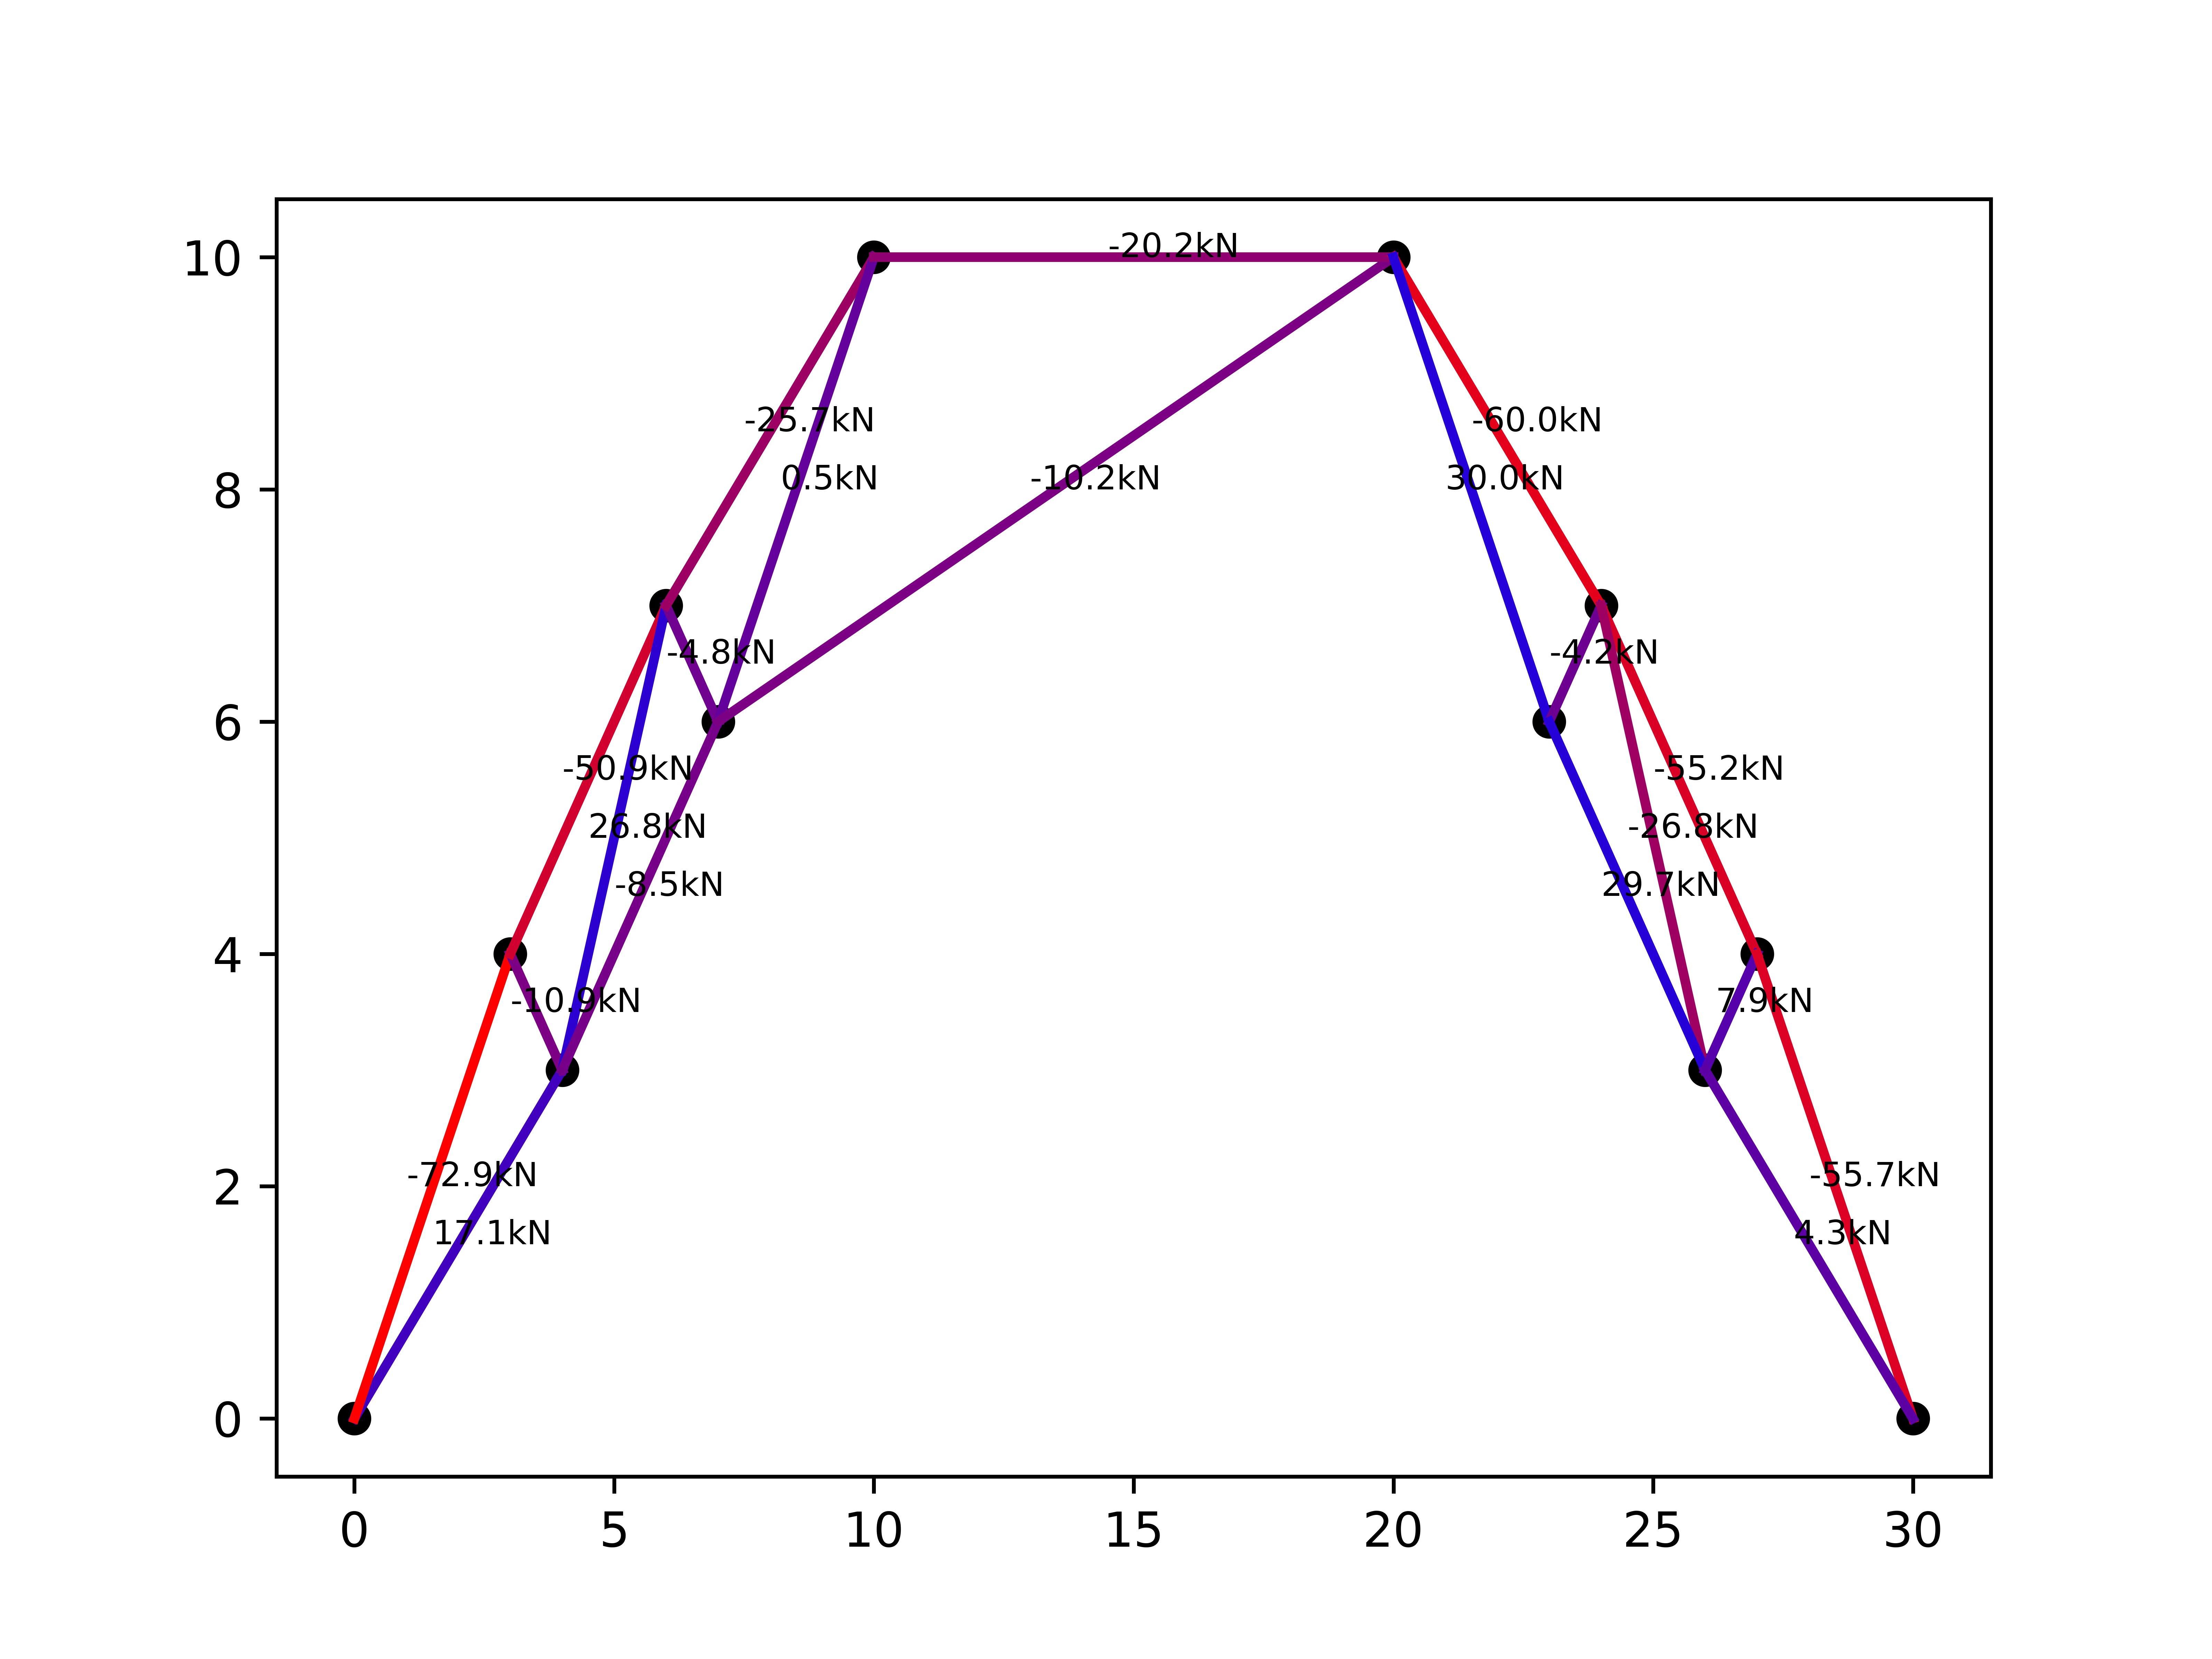 10
-20.2kN
-25.7kN
-60.0kN
8
0.5kN
-10.2kN
30.0kN
-4.8kN
-4.2kN
6
-50.9kN
-55.2kN
26.8kN
-26.8kN
-8.5kN
29.7kN
4
-10.9kN
7.9kN
2
-72.9kN
-55.7kN
17.1kN
4.3kN
0
0 5 10 15 20 25 30